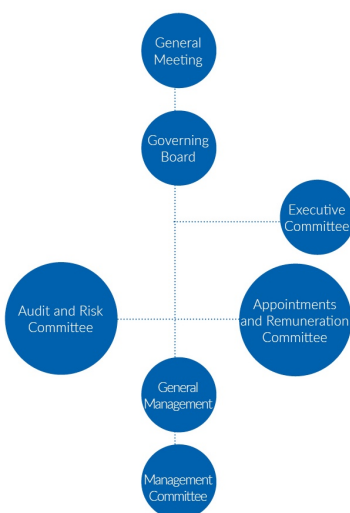 General
Meeting
Governing
Board
Executive
Committee
Audit and Risk
Committee
Appointments
and Remuneration
Committee
General
Management
Management
Committee